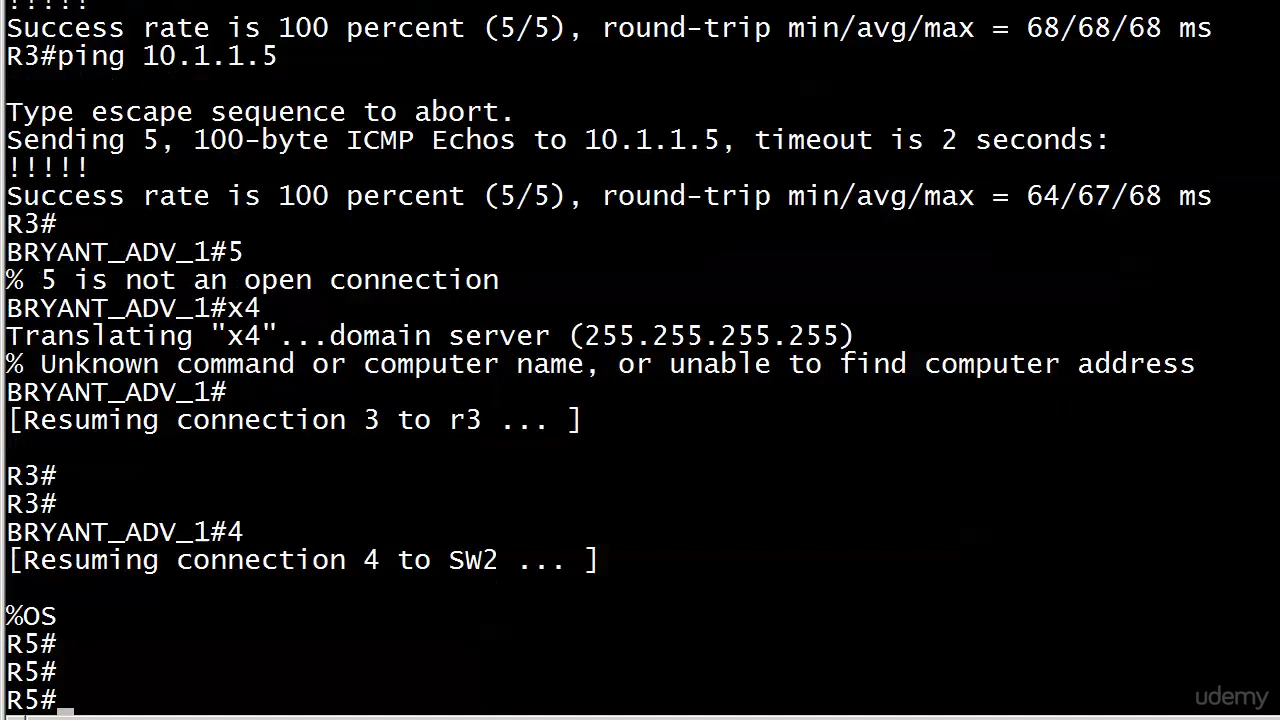 !!!!!
Success rate is 100 percent (5/5), round-trip min/avg/max = 68/68/68 ms
R3#ping 10.1.1.5
Type escape sequence to abort.
Sending 5, 100-byte ICMP Echos to 10.1.1.5, timeout is 2 seconds:
!!!!!
Success rate is 100 percent (5/5), round-trip min/avg/max = 64/67/68 ms
R3#
BRYANT_ADV_1#5
% 5 is not an open connection
BRYANT_ADV_1#x4
Translating "x4"...domain server (255.255.255.255)
% Unknown command or computer name, or unable to find computer address
BRYANT_ADV_1#
[Resuming connection 3 to r3 ... ]
R3#
R3#
BRYANT_ADV_1#4
[Resuming connection 4 to SW2 ... ]
%OS
R5#
R5#
R5#
udemy